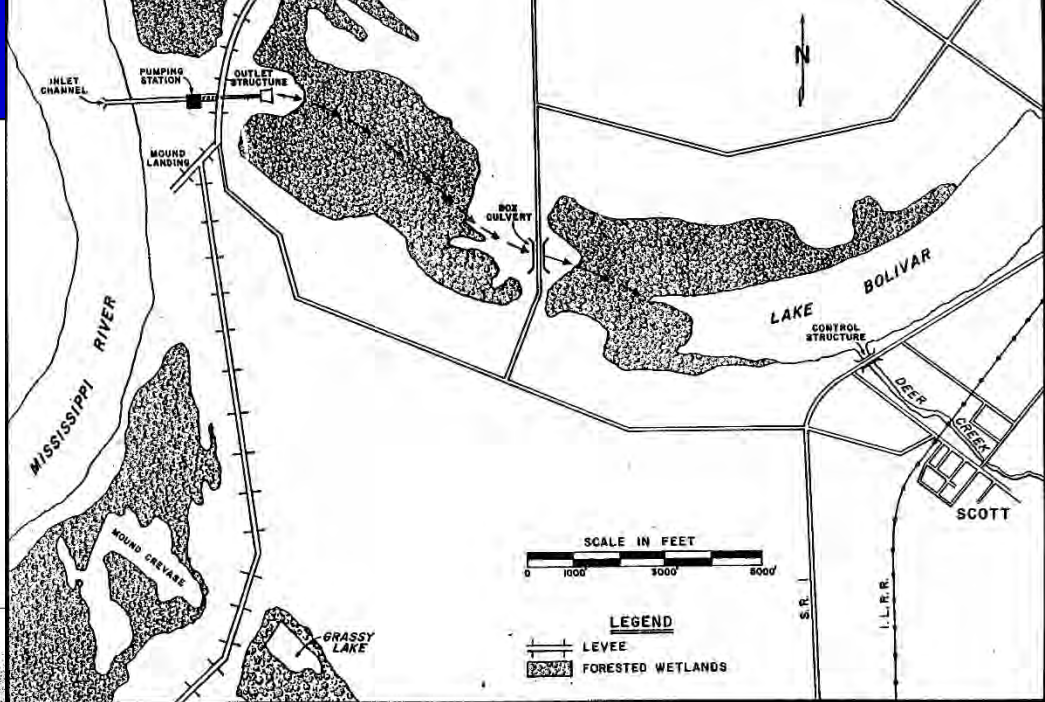 N
INLET
CHANNEL
PUMPING
STATION
OUTLET
STRUCTURE
MOUND
LANDING
BOX
CULVERT
MISSISSIPPI RIVER
LAKE BOLIVAR
CONTROL
STRUCTURE
DEER CREEK
SCOTT
MOUND CREVASE
GRASSY
LAKE
SCALE IN FEET
0 1000' 3000' 5000'
S.R. 1
I.L.R.R.
LEGEND
LEVEE
FORESTED WETLANDS